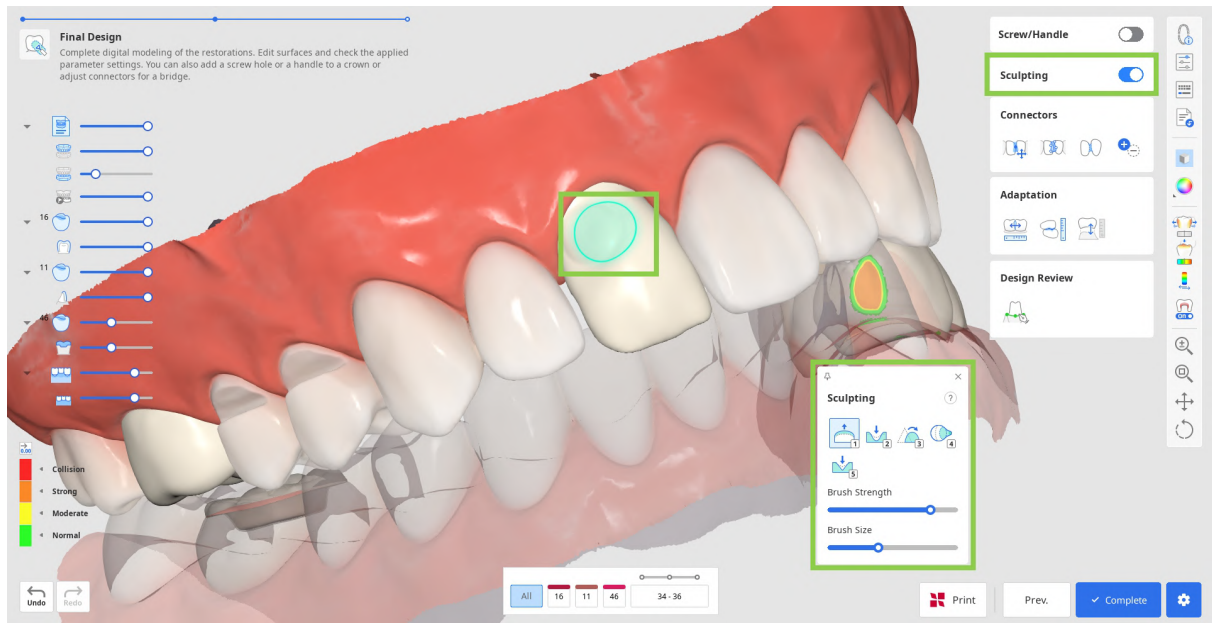 Final Design
Complete digital modeling of the restorations. Edit surfaces and check the applied
parameter settings. You can also add a screw hole or a handle to a crown or
adjust connectors for a bridge.
16
11
46
0.00
Collision
Strong
Moderate
Normal
Undo
Redo
All
16
11
46
34 - 36
Screw/Handle
Sculpting
Connectors
Adaptation
Design Review
Sculpting
?
1
2
3
4
5
Brush Strength
Brush Size
Print
Prev.
Complete
ON